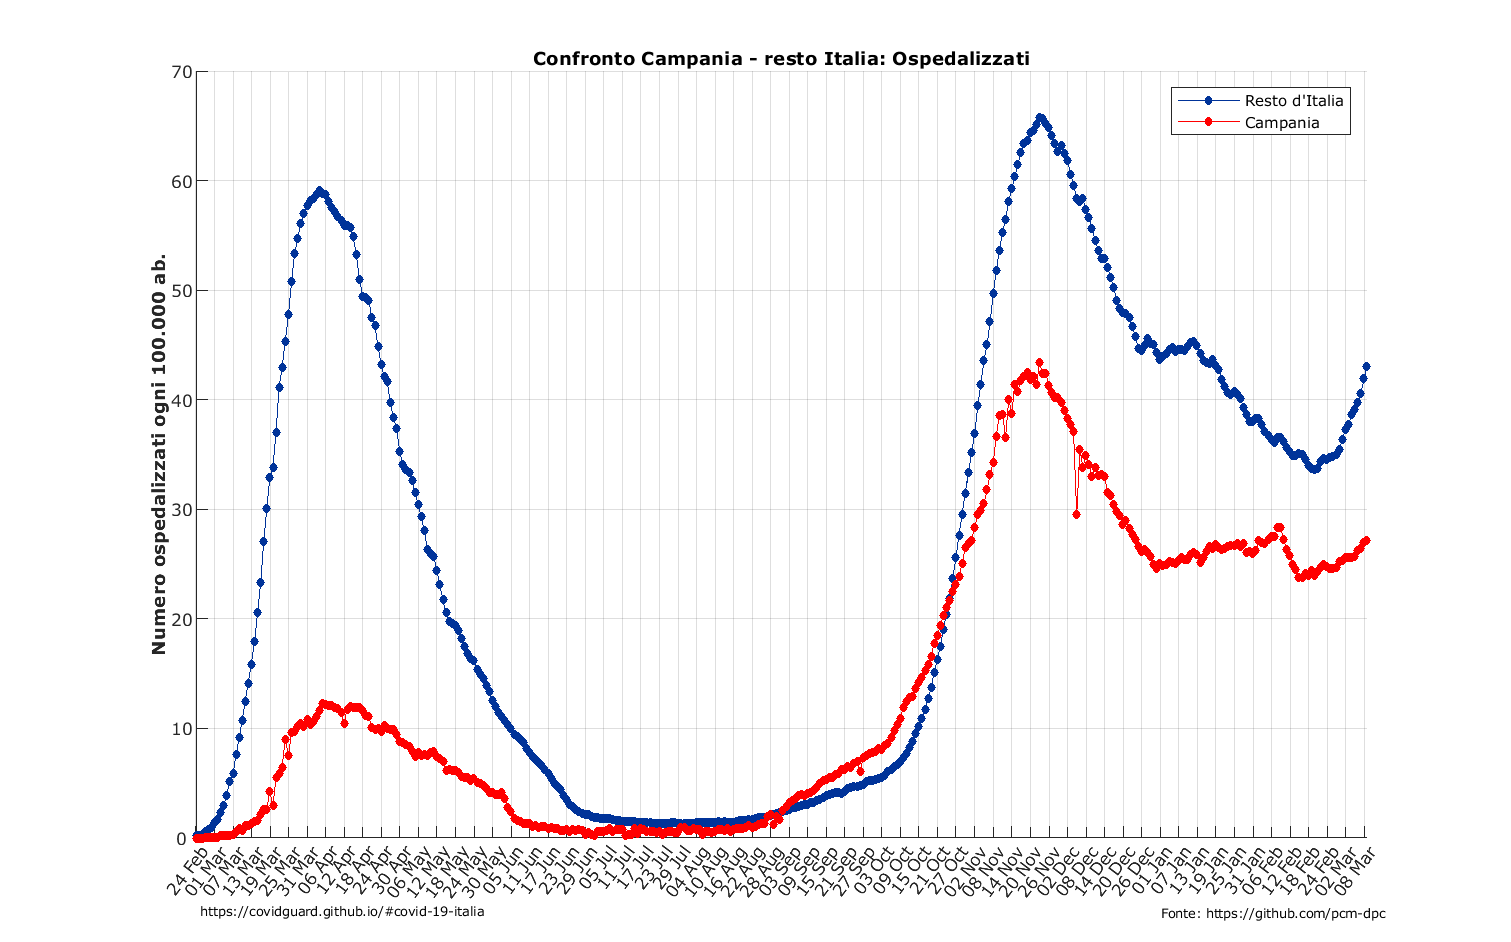 Confronto Campania - resto Italia: Ospedalizzati
Resto d'Italia
Campania
Numero ospedalizzati ogni 100.000 ab.
70
60
50
40
30
20
10
0
24 Feb
01 Mar
07 Mar
13 Mar
19 Mar
25 Mar
31 Mar
06 Apr
12 Apr
18 Apr
24 Apr
30 Apr
06 May
12 May
18 May
24 May
30 May
05 Jun
11 Jun
17 Jun
23 Jun
29 Jun
05 Jul
11 Jul
17 Jul
23 Jul
29 Jul
04 Aug
10 Aug
16 Aug
22 Aug
28 Aug
03 Sep
09 Sep
15 Sep
21 Sep
27 Sep
03 Oct
09 Oct
15 Oct
21 Oct
27 Oct
02 Nov
08 Nov
14 Nov
20 Nov
26 Nov
02 Dec
08 Dec
14 Dec
20 Dec
26 Dec
01 Jan
07 Jan
13 Jan
19 Jan
25 Jan
31 Jan
06 Feb
12 Feb
18 Feb
24 Feb
02 Mar
08 Mar
https://covidguard.github.io/#covid-19-italia
Fonte: https://github.com/pcm-dpc